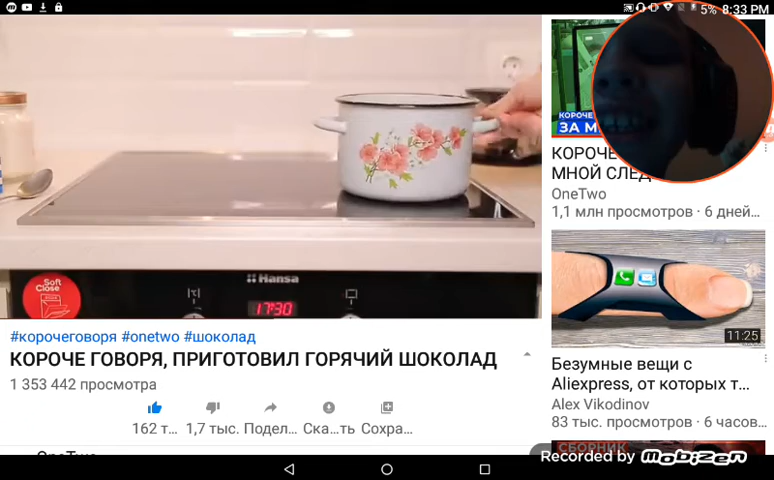 5% 8:33 PM
Soft
Close
Hansa
17:30
#корочеговоря #onetwo #шоколад
КОРОЧЕ ГОВОРЯ, ПРИГОТОВИЛ ГОРЯЧИЙ ШОКОЛАД
1 353 442 просмотра
162 т... 1,7 тыс. Подел... Ска...ть Сохра...
OneTwo
КОРОЧЕ
ЗА М
КОРОЧЕ
МНОЙ СЛЕД
OneTwo
1,1 млн просмотров · 6 дней...
11:25
Безумные вещи с
Aliexpress, от которых т...
Alex Vikodinov
83 тыс. просмотров · 6 часов...
СБОРНИК
Recorded by Mobizen